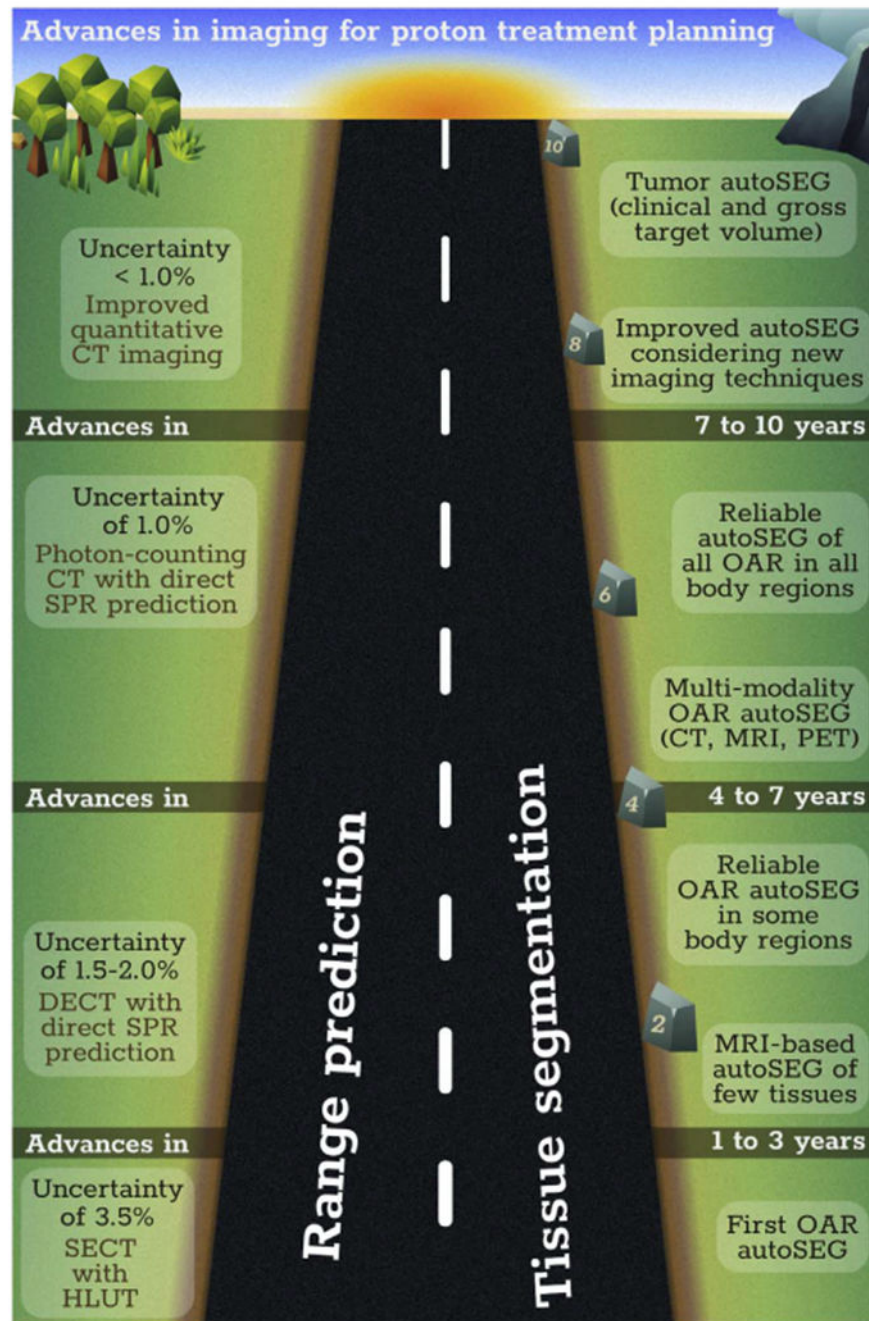 Advances in imaging for proton treatment planning
10
Tumor autoSEG
(clinical and gross
target volume)
Uncertainty
< 1.0%
Improved
quantitative
CT imaging
8
Improved autoSEG
considering new
imaging techniques
Advances in
7 to 10 years
Uncertainty
of 1.0%
Photon-counting
CT with direct
SPR prediction
Reliable
autoSEG of
all OAR in all
body regions
6
Multi-modality
OAR autoSEG
(CT, MRI, PET)
Advances in
4
4 to 7 years
Range prediction
Tissue segmentation
Reliable
OAR autoSEG
in some
body regions
Uncertainty
of 1.5-2.0%
DECT with
direct SPR
prediction
2
MRI-based
autoSEG of
few tissues
Advances in
1 to 3 years
Uncertainty
of 3.5%
SECT
with
HLUT
First OAR
autoSEG